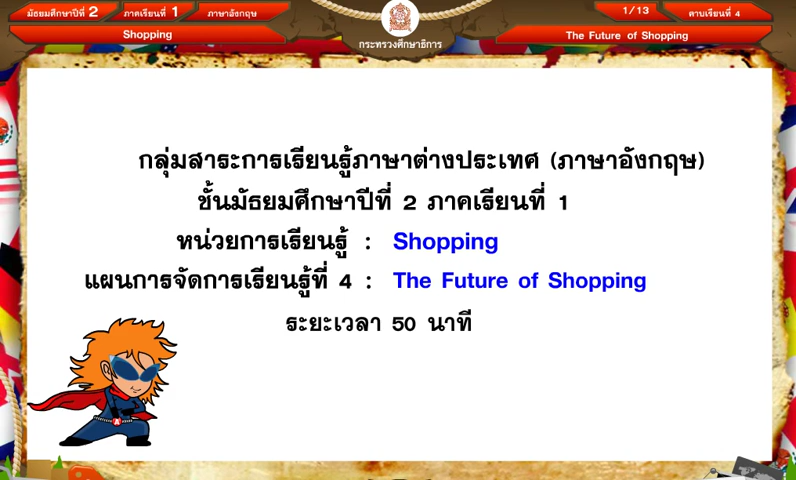 มัธยมศึกษาปีที่ 2 ภาคเรียนที่ 1 ภาษาอังกฤษ 1/13 คาบเรียนที่ 4
Shopping กระทรวงศึกษาธิการ The Future of Shopping
กลุ่มสาระการเรียนรู้ภาษาต่างประเทศ (ภาษาอังกฤษ)
ชั้นมัธยมศึกษาปีที่ 2 ภาคเรียนที่ 1
หน่วยการเรียนรู้ : Shopping
แผนการจัดการเรียนรู้ที่ 4 : The Future of Shopping
ระยะเวลา 50 นาที